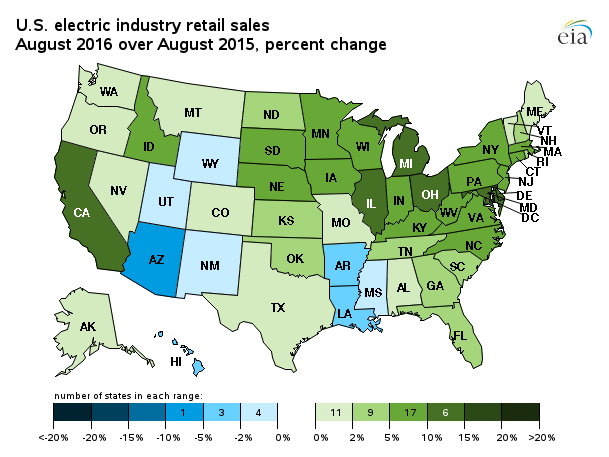 U.S. electric industry retail sales
August 2016 over August 2015, percent change
eia
WA
MT
ND
ME
OR
MN
VT
ID
SD
WI
NY
NH
MA
WY
MI
RI
CT
NE
IA
PA
NJ
NV
UT
IL
IN
OH
DE
CA
CO
WV
MD
DC
KS
MO
KY
VA
AZ
NM
OK
AR
TN
NC
SC
MS
AL
GA
TX
LA
FL
AK
HI
number of states in each range:
1 3 4 11 9 17 6
<-20% -20% -15% -10% -5% -2% 0% 0% 2% 5% 10% 15% 20% >20%